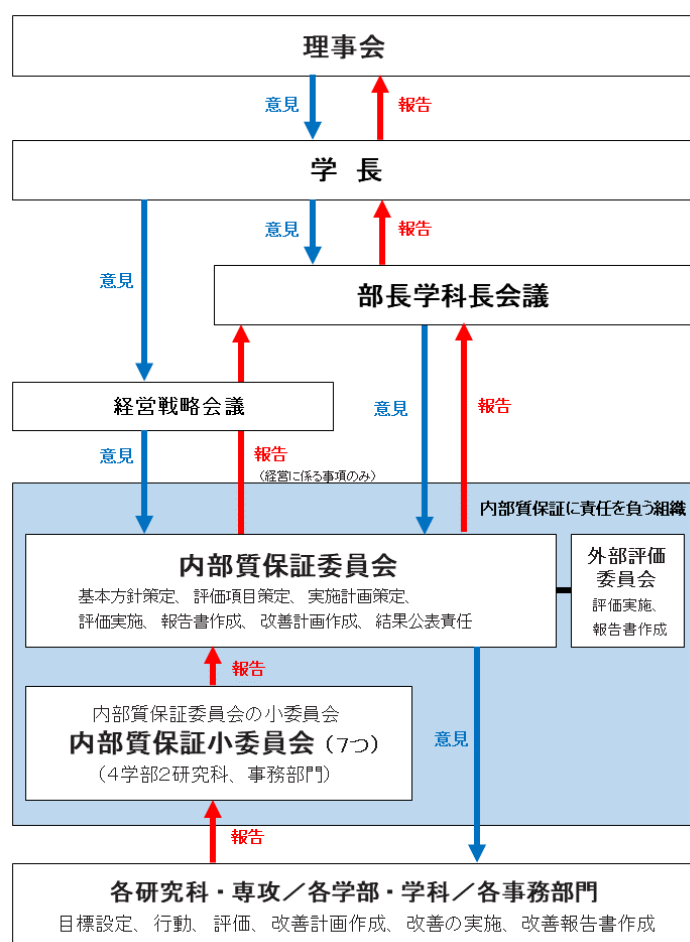 理事会
意見
報告
学 長
意見
意見
報告
部長学科長会議
経営戦略会議
意見
報告
意見
報告
(経営に係る事項のみ)
内部質保証に責任を負う組織
内部質保証委員会
基本方針策定、評価項目策定、実施計画策定、
評価実施、報告書作成、改善計画作成、結果公表責任
外部評価
委員会
評価実施、
報告書作成
報告
内部質保証委員会の小委員会
内部質保証小委員会（7つ）
（4学部2研究科、事務部門）
意見
報告
各研究科・専攻／各学部・学科／各事務部門
目標設定、行動、評価、改善計画作成、改善の実施、改善報告書作成